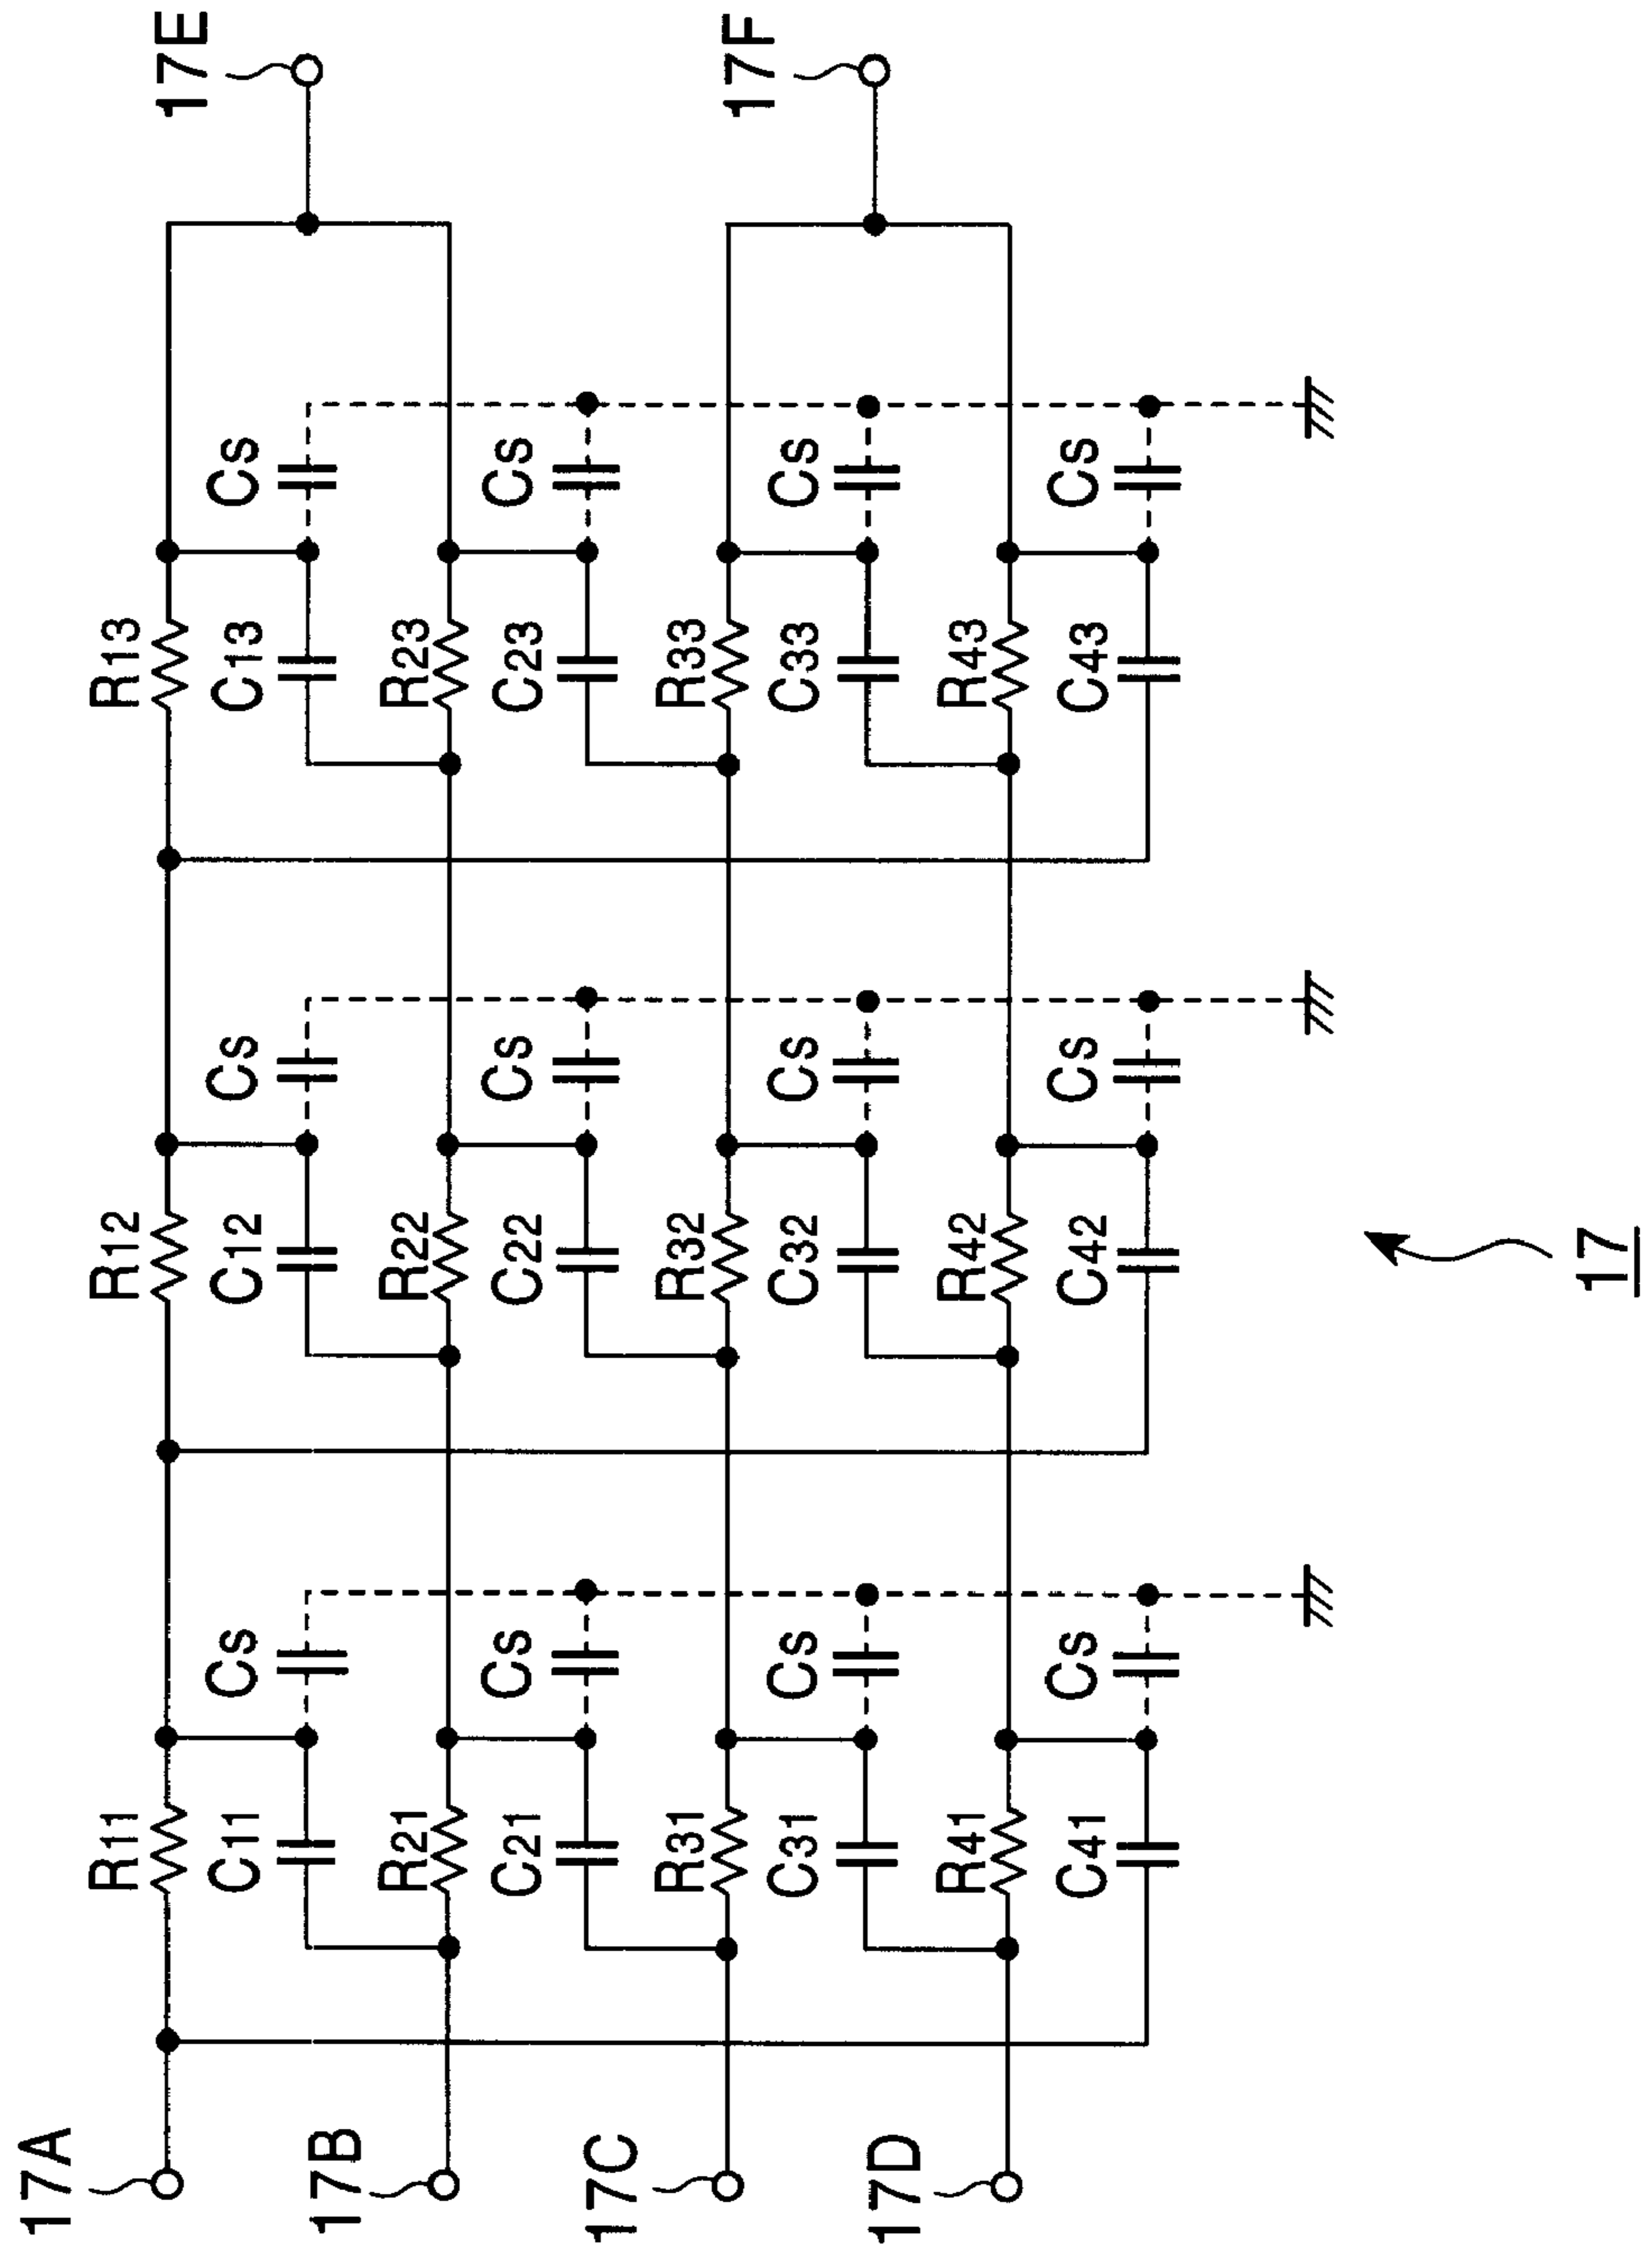 17A
R11
R12
R13
17E
C11
Cs
C12
Cs
C13
Cs
17B
R21
R22
R23
C21
Cs
C22
Cs
C23
Cs
17C
R31
R32
R33
17F
C31
Cs
C32
Cs
C33
Cs
17D
R41
R42
R43
C41
Cs
C42
Cs
C43
Cs
17